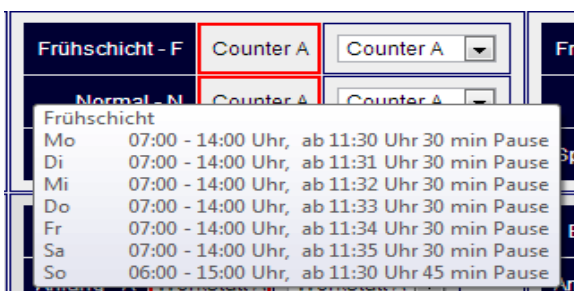 Frühschicht - F Counter A Counter A Fr
Normal - N Counter A Counter A
Frühschicht
Mo 07:00 - 14:00 Uhr, ab 11:30 Uhr 30 min Pause
Di 07:00 - 14:00 Uhr, ab 11:31 Uhr 30 min Pause
Mi 07:00 - 14:00 Uhr, ab 11:32 Uhr 30 min Pause
Do 07:00 - 14:00 Uhr, ab 11:33 Uhr 30 min Pause
Fr 07:00 - 14:00 Uhr, ab 11:34 Uhr 30 min Pause
Sa 07:00 - 14:00 Uhr, ab 11:35 Uhr 30 min Pause
So 06:00 - 15:00 Uhr, ab 11:30 Uhr 45 min Pause